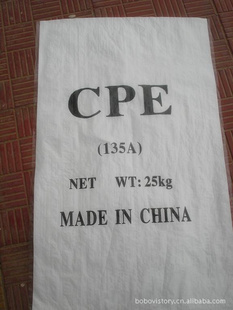 CPE
(135A)
NET WT: 25kg
MADE IN CHINA
bobovistory.cn.alibaba.com